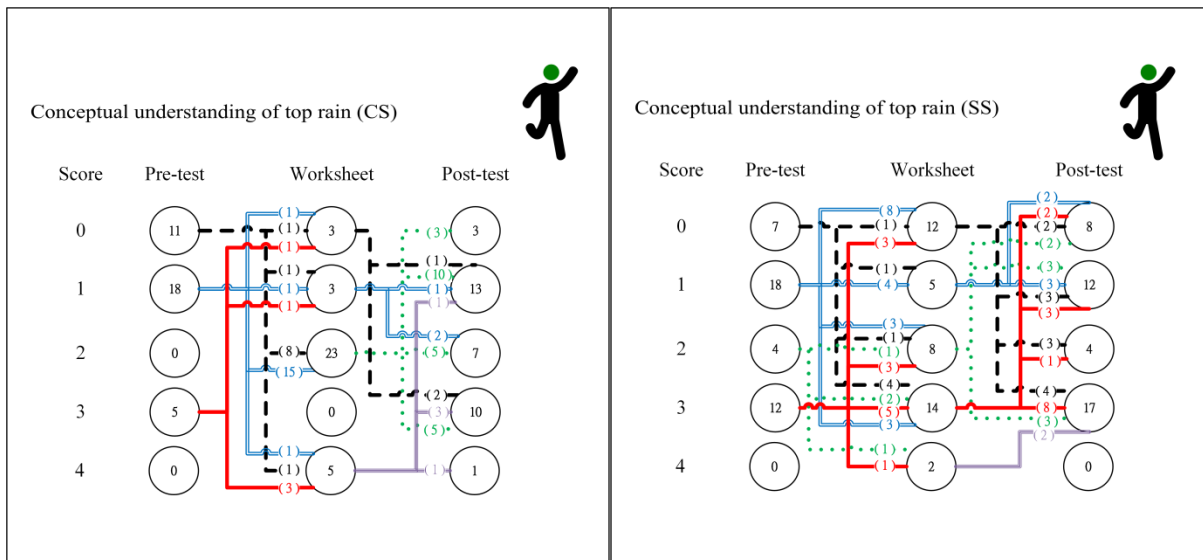 Conceptual understanding of top rain (CS)
Score Pre-test Worksheet Post-test
(1)
0 11 (1) 3 (3) 3
(1) (1)
(1) (10)
1 18 (1) 3 (1) 13
(1) (1)
(2)
2 0 (8) 23 (5) 7
(15)
(2)
3 5 0 (3) 10
(5)
(1)
4 0 (1) 5 (1) 1
(3)
Conceptual understanding of top rain (SS)
Score Pre-test Worksheet Post-test
(2)
(8) (2)
0 7 (1) 12 (2) 8
(3) (2)
(1) (3)
1 18 (4) 5 (3) 12
(3)
(3)
(3)
(1) (3)
2 4 (1) 8 4
(3) (1)
(4) (4)
(2)
3 12 (5) 14 (8) 17
(3) (3)
(2)
(1)
4 0 (1) 2 0